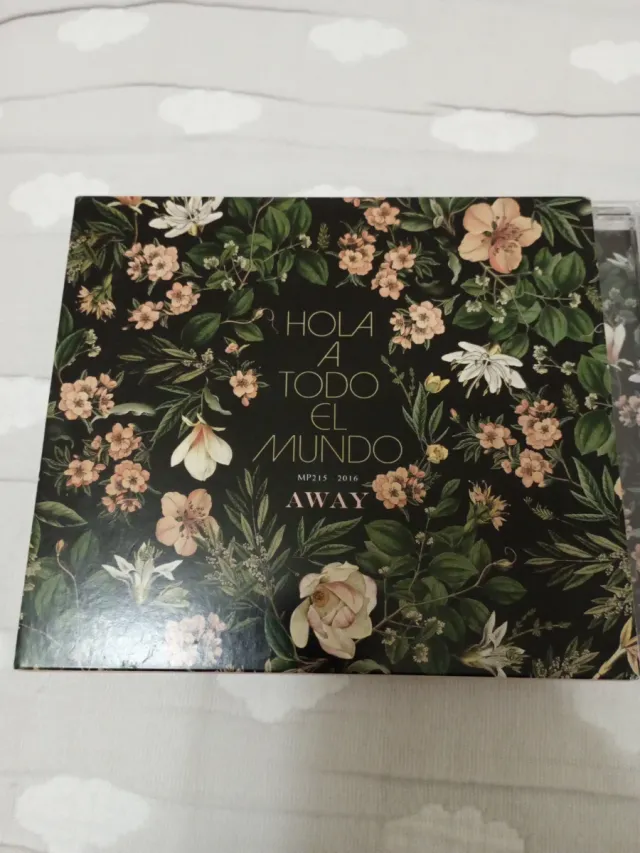 HOLA
A
TODO
EL
MUNDO
MP215 2016
AWAY